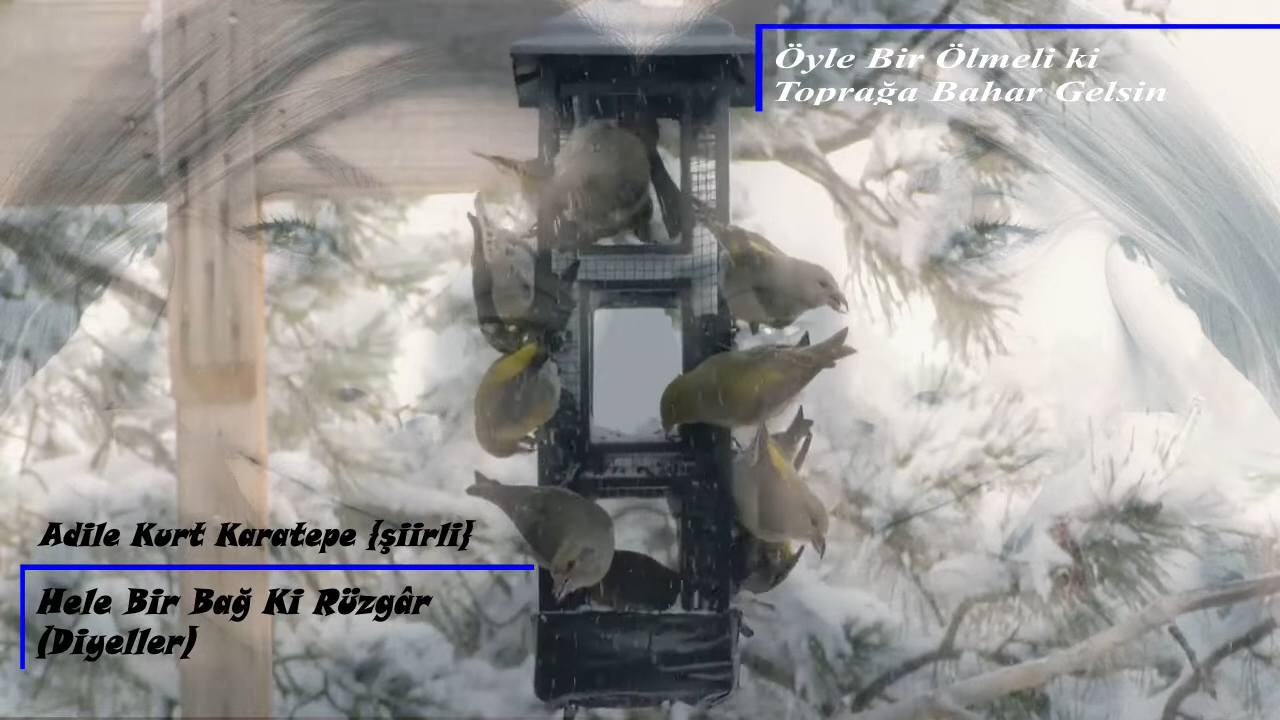 Öyle Bir Ölmeli ki
Toprağa Bahar Gelsin
Adile Kurt Karatepe {şiirli}
Hele Bir Bağ Ki Rüzgâr
(Diyeller)